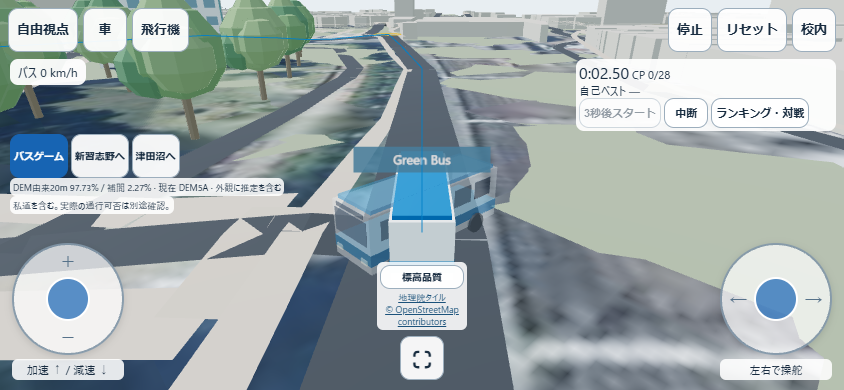 自由視点 車 飛行機
停止 リセット 校内
バス 0 km/h
0:02.50 CP 0/28
自己ベスト —
3秒後スタート 中断 ランキング・対戦
バスゲーム 新習志野へ 津田沼へ
Green Bus
DEM由来20m 97.73% / 補間 2.27% · 現在 DEM5A · 外観に推定を含む
私道を含む。実際の通行可否は別途確認。
+
−
← →
標高品質
地理院タイル
© OpenStreetMap
contributors
加速 ↑ / 減速 ↓
左右で操舵